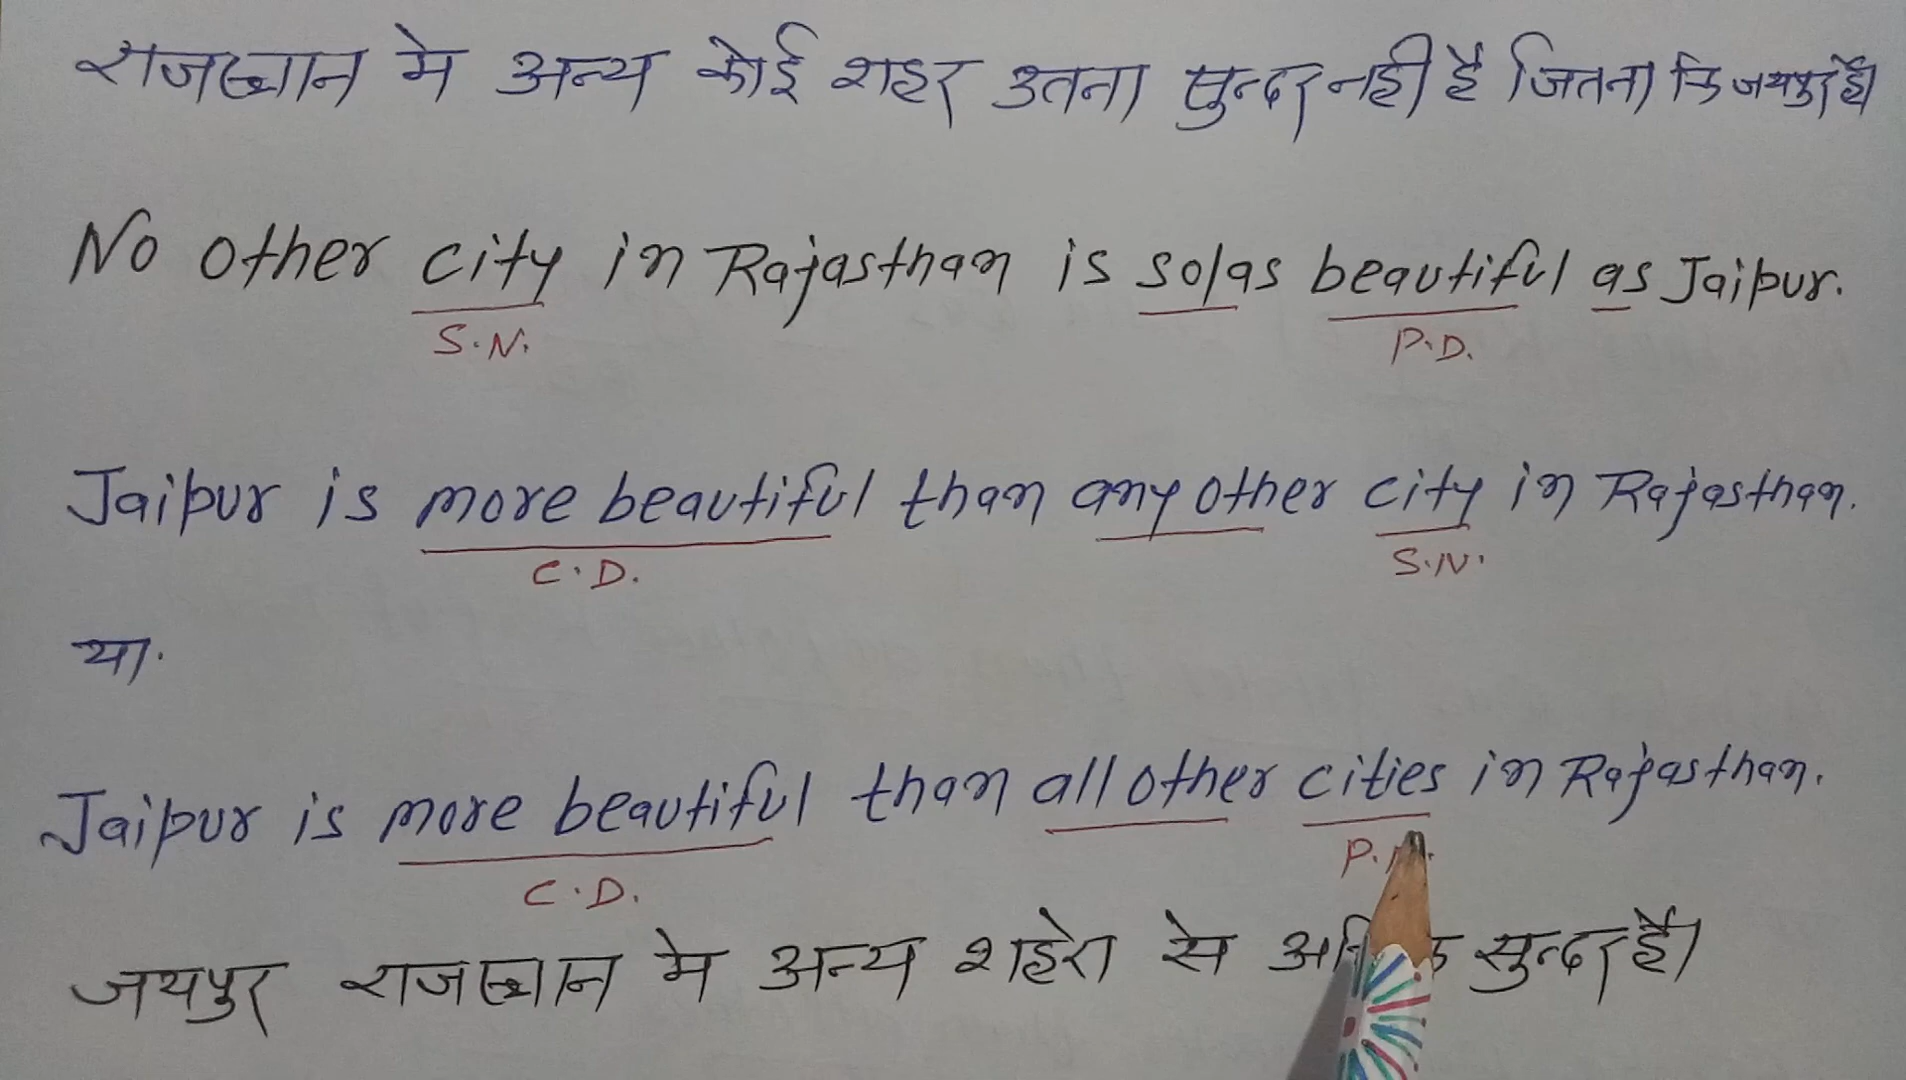 राजस्थान मे अन्य कोई शहर उतना सुन्दर नही है जितना कि जयपुर है।
No other city in Rajasthan is so/as beautiful as Jaipur.
S.N. P.D.
Jaipur is more beautiful than any other city in Rajasthan.
C.D. S.N.
या.
Jaipur is more beautiful than all other cities in Rajasthan.
C.D. P.
जयपुर राजस्थान मे अन्य शहरो से सुन्दर है।